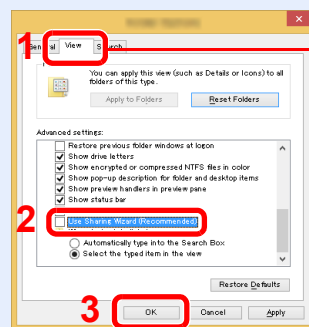 1
General View Search
You can apply this view (such as Details or Icons) to all
folders of this type.
Apply to Folders Reset Folders
Advanced settings:
Restore previous folder windows at logon
Show drive letters
Show encrypted or compressed NTFS files in color
Show pop-up description for folder and desktop items
Show preview handlers in preview pane
Show status bar
2
Use Sharing Wizard (Recommended)
Automatically type into the Search Box
Select the typed item in the view
Restore Defaults
3
OK Cancel Apply